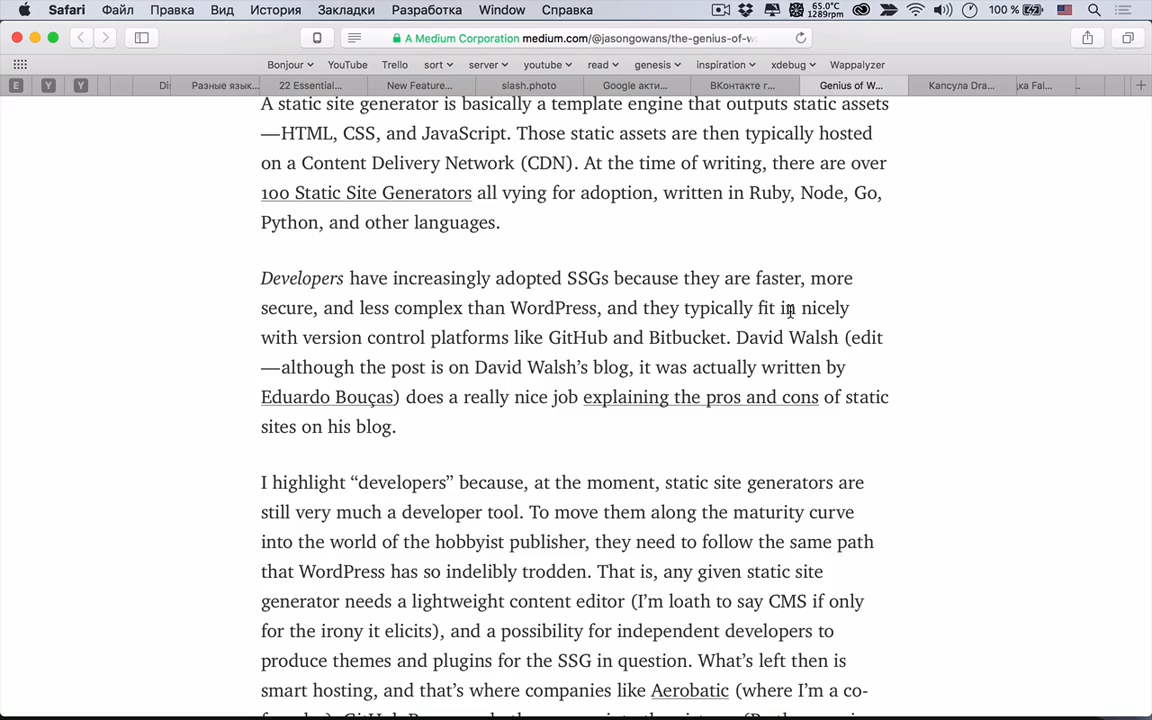 Safari Файл Правка Вид История Закладки Разработка Window Справка 65.0°C 1289rpm 100 %
A Medium Corporation medium.com/@jasongowans/the-genius-of-w
Bonjour YouTube Trello sort server youtube read genesis inspiration xdebug Wappalyzer
E Y Y Di Разные язык... 22 Essential... New Feature... slash.photo Google акти... ВКонтакте г... Genius of W... Капсула Dra... ка Fal...
A static site generator is basically a template engine that outputs static assets
—HTML, CSS, and JavaScript. Those static assets are then typically hosted
on a Content Delivery Network (CDN). At the time of writing, there are over
100 Static Site Generators all vying for adoption, written in Ruby, Node, Go,
Python, and other languages.
Developers have increasingly adopted SSGs because they are faster, more
secure, and less complex than WordPress, and they typically fit in nicely
with version control platforms like GitHub and Bitbucket. David Walsh (edit
—although the post is on David Walsh's blog, it was actually written by
Eduardo Bouças) does a really nice job explaining the pros and cons of static
sites on his blog.
I highlight “developers” because, at the moment, static site generators are
still very much a developer tool. To move them along the maturity curve
into the world of the hobbyist publisher, they need to follow the same path
that WordPress has so indelibly trodden. That is, any given static site
generator needs a lightweight content editor (I'm loath to say CMS if only
for the irony it elicits), and a possibility for independent developers to
produce themes and plugins for the SSG in question. What's left then is
smart hosting, and that's where companies like Aerobatic (where I'm a co-